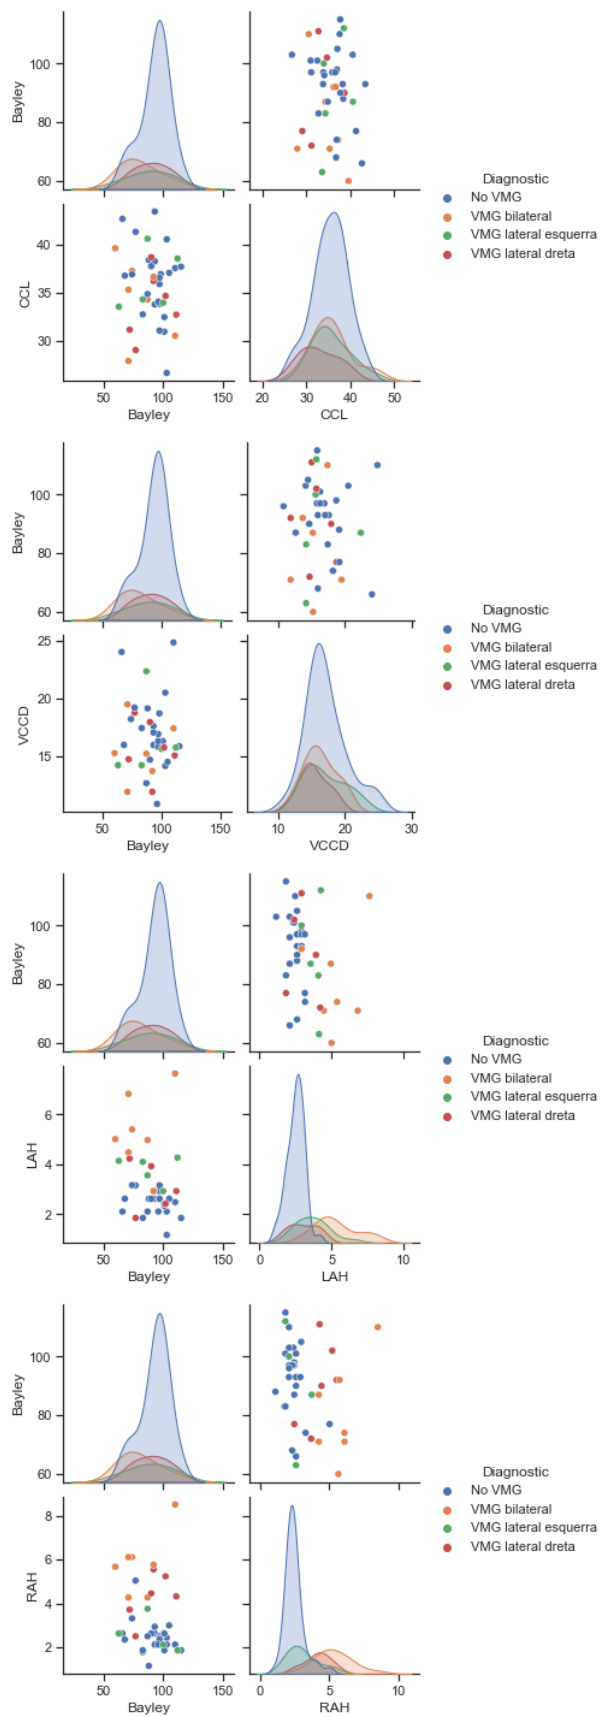 100
80
60
Bayley
Diagnostic
No VMG
VMG bilateral
VMG lateral esquerra
VMG lateral dreta
40
35
30
CCL
50 100 150
20 30 40 50
Bayley
CCL
100
80
60
Bayley
Diagnostic
No VMG
VMG bilateral
VMG lateral esquerra
VMG lateral dreta
25
20
15
VCCD
50 100 150
10 20 30
Bayley
VCCD
100
80
60
Bayley
Diagnostic
No VMG
VMG bilateral
VMG lateral esquerra
VMG lateral dreta
6
4
2
LAH
50 100 150
0 5 10
Bayley
LAH
100
80
60
Bayley
Diagnostic
No VMG
VMG bilateral
VMG lateral esquerra
VMG lateral dreta
8
6
4
2
RAH
50 100 150
0 5 10
Bayley
RAH